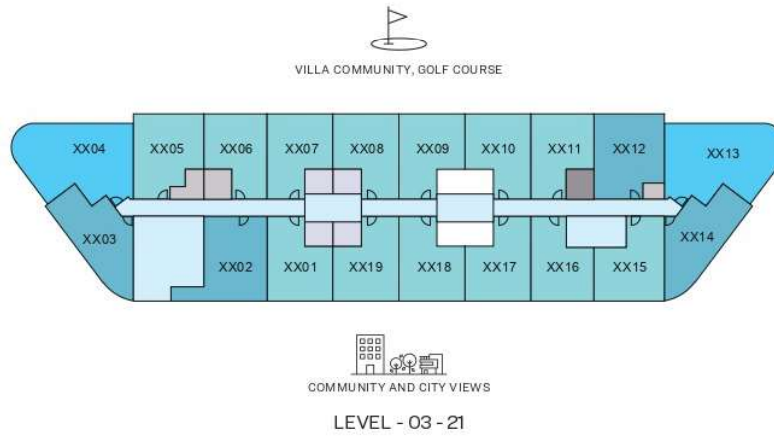 VILLA COMMUNITY, GOLF COURSE
XX04 XX05 XX06 XX07 XX08 XX09 XX10 XX11 XX12 XX13
XX03 XX02 XX01 XX19 XX18 XX17 XX16 XX15 XX14
COMMUNITY AND CITY VIEWS
LEVEL - 03 - 21